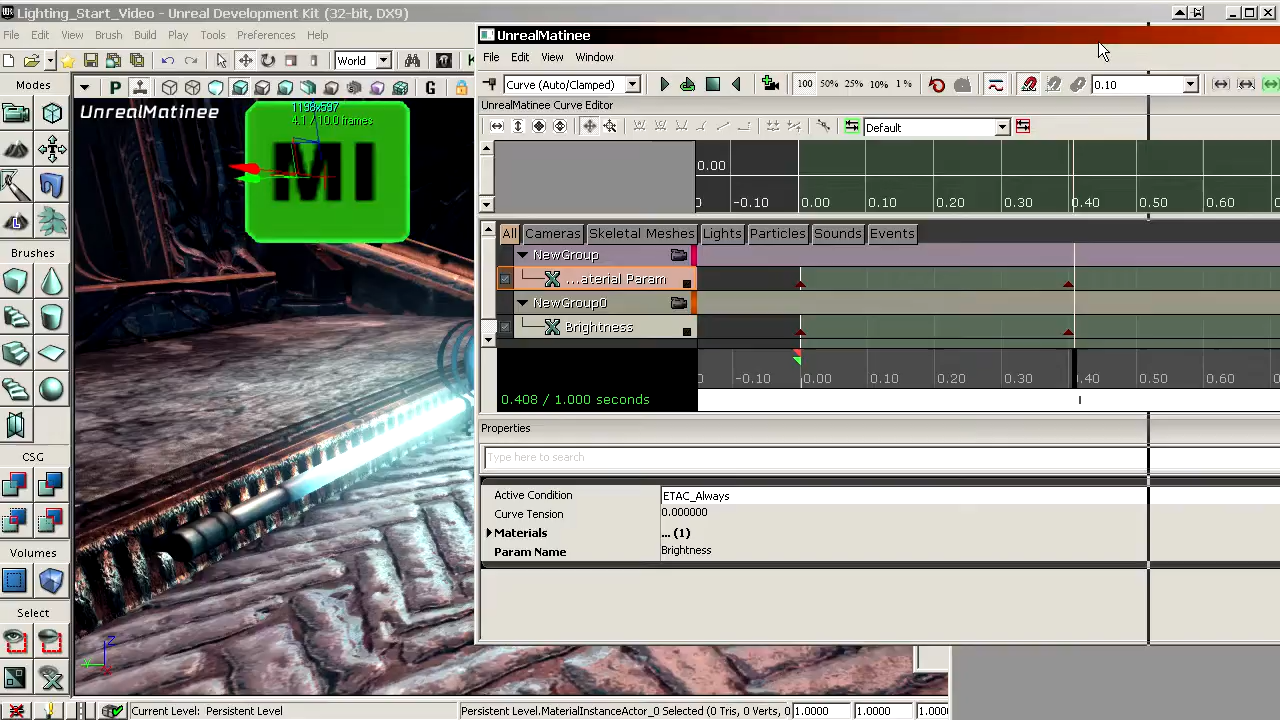 Lighting_Start_Video - Unreal Development Kit (32-bit, DX9)
File Edit View Brush Build Play Tools Preferences Help
World
Modes
P
G
UnrealMatinee
1198x597
4.1 / 10.0 frames
MI
Brushes
CSG
Volumes
Select
UnrealMatinee
File Edit View Window
Curve (Auto/Clamped) 100 50% 25% 10% 1% 0.10
UnrealMatinee Curve Editor
Default
0.00
-0.10 0.00 0.10 0.20 0.30 0.40 0.50 0.60
All Cameras Skeletal Meshes Lights Particles Sounds Events
NewGroup
...aterial Param
NewGroup0
Brightness
-0.10 0.00 0.10 0.20 0.30 0.40 0.50 0.60
0.408 / 1.000 seconds
Properties
Type here to search
Active Condition ETAC_Always
Curve Tension 0.000000
Materials ... (1)
Param Name Brightness
Current Level: Persistent Level Persistent Level.MaterialInstanceActor_0 Selected (0 Tris, 0 Verts, 1.0000 1.0000 1.000